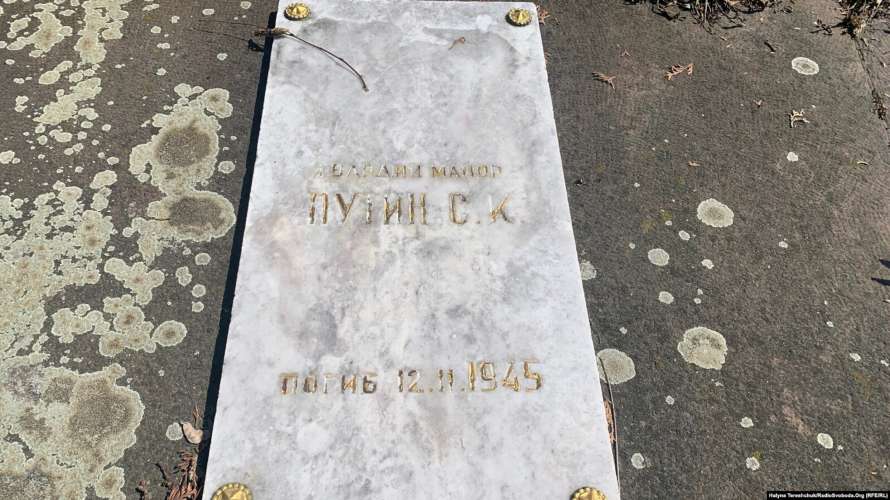 ГВАРДИИ МАЙОР
ПУТИН С.К.
ПОГИБ 12.II.1945
Halyna Tereshchuk/RadioSvoboda.Org (RFE/RL)